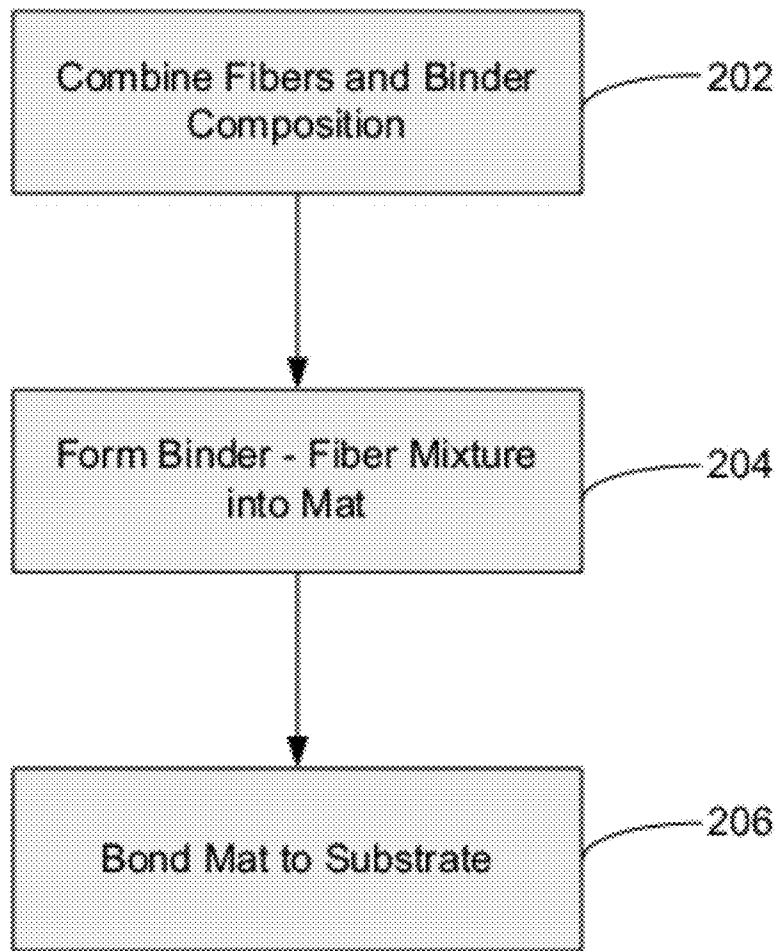 Combine Fibers and Binder
Composition
202
Form Binder - Fiber Mixture
into Mat
204
Bond Mat to Substrate
206